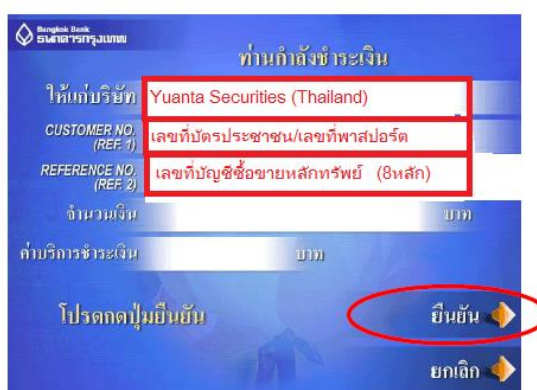 Bangkok Bank
ธนาคารกรุงเทพ
ท่านกำลังชำระเงิน
ให้แก่บริษัท Yuanta Securities (Thailand)
CUSTOMER NO. (REF. 1) เลขที่บัตรประชาชน/เลขที่พาสปอร์ต
REFERENCE NO. (REF. 2) เลขที่บัญชีซื้อขายหลักทรัพย์ (8หลัก)
จำนวนเงิน บาท
ค่าบริการชำระเงิน บาท
โปรดกดปุ่มยืนยัน ยืนยัน
ยกเลิก